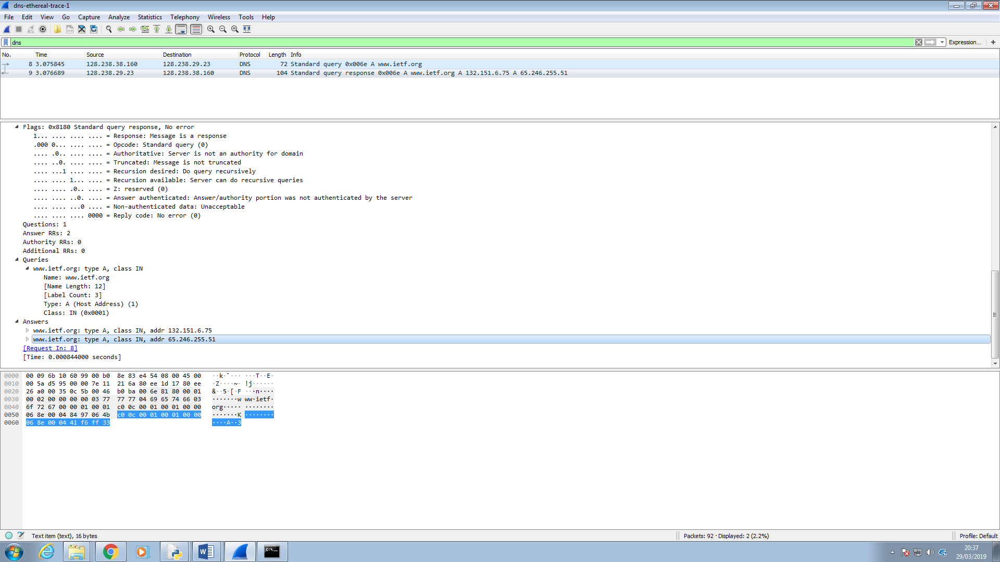 dns-ethereal-trace-1
File Edit View Go Capture Analyze Statistics Telephony Wireless Tools Help
dns Expression... +
No. Time Source Destination Protocol Length Info
8 3.075845 128.238.38.160 128.238.29.23 DNS 72 Standard query 0x006e A www.ietf.org
9 3.076689 128.238.29.23 128.238.38.160 DNS 104 Standard query response 0x006e A www.ietf.org A 132.151.6.75 A 65.246.255.51
Flags: 0x8180 Standard query response, No error
1... .... .... .... = Response: Message is a response
.000 0... .... .... = Opcode: Standard query (0)
.... .0.. .... .... = Authoritative: Server is not an authority for domain
.... ..0. .... .... = Truncated: Message is not truncated
.... ...1 .... .... = Recursion desired: Do query recursively
.... .... 1... .... = Recursion available: Server can do recursive queries
.... .... .0.. .... = Z: reserved (0)
.... .... ..0. .... = Answer authenticated: Answer/authority portion was not authenticated by the server
.... .... ...0 .... = Non-authenticated data: Unacceptable
.... .... .... 0000 = Reply code: No error (0)
Questions: 1
Answer RRs: 2
Authority RRs: 0
Additional RRs: 0
Queries
www.ietf.org: type A, class IN
Name: www.ietf.org
[Name Length: 12]
[Label Count: 3]
Type: A (Host Address) (1)
Class: IN (0x0001)
Answers
www.ietf.org: type A, class IN, addr 132.151.6.75
www.ietf.org: type A, class IN, addr 65.246.255.51
[Request In: 8]
[Time: 0.000844000 seconds]
0000 00 09 6b 10 60 99 00 b0 8e 83 e4 54 08 00 45 00 ··k·`··· ···T··E·
0010 00 5a d5 95 00 00 7e 11 21 6a 80 ee 1d 17 80 ee ·Z····~· !j······
0020 26 a0 00 35 0c 5b 00 46 b0 ba 00 6e 81 80 00 01 &··5·[·F ···n····
0030 00 02 00 00 00 00 03 77 77 77 04 69 65 74 66 03 ·······w ww·ietf·
0040 6f 72 67 00 00 01 00 01 c0 0c 00 01 00 01 00 00 org····· ········
0050 06 8e 00 04 84 97 06 4b c0 0c 00 01 00 01 00 00 ·······K ········
0060 06 8e 00 04 41 f6 ff 33 ····A··3
Text item (text), 16 bytes Packets: 92 · Displayed: 2 (2.2%) Profile: Default
20:37
29/03/2019